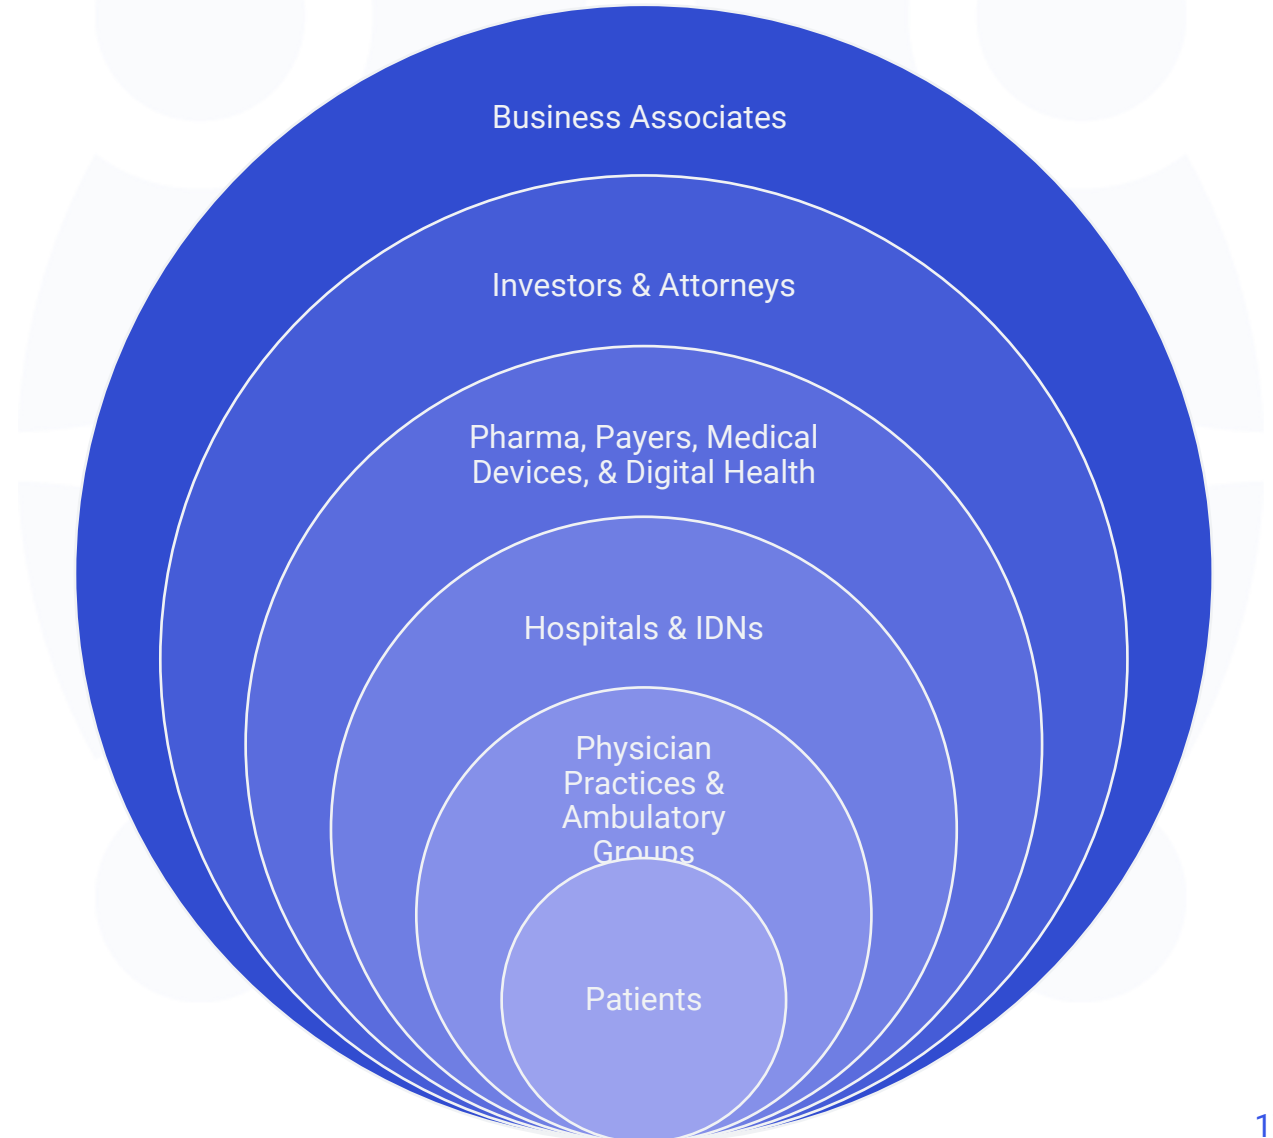 Business Associates
Investors & Attorneys
Pharma, Payers, Medical
Devices, & Digital Health
Hospitals & IDNs
Physician
Practices &
Ambulatory
Groups
Patients
1